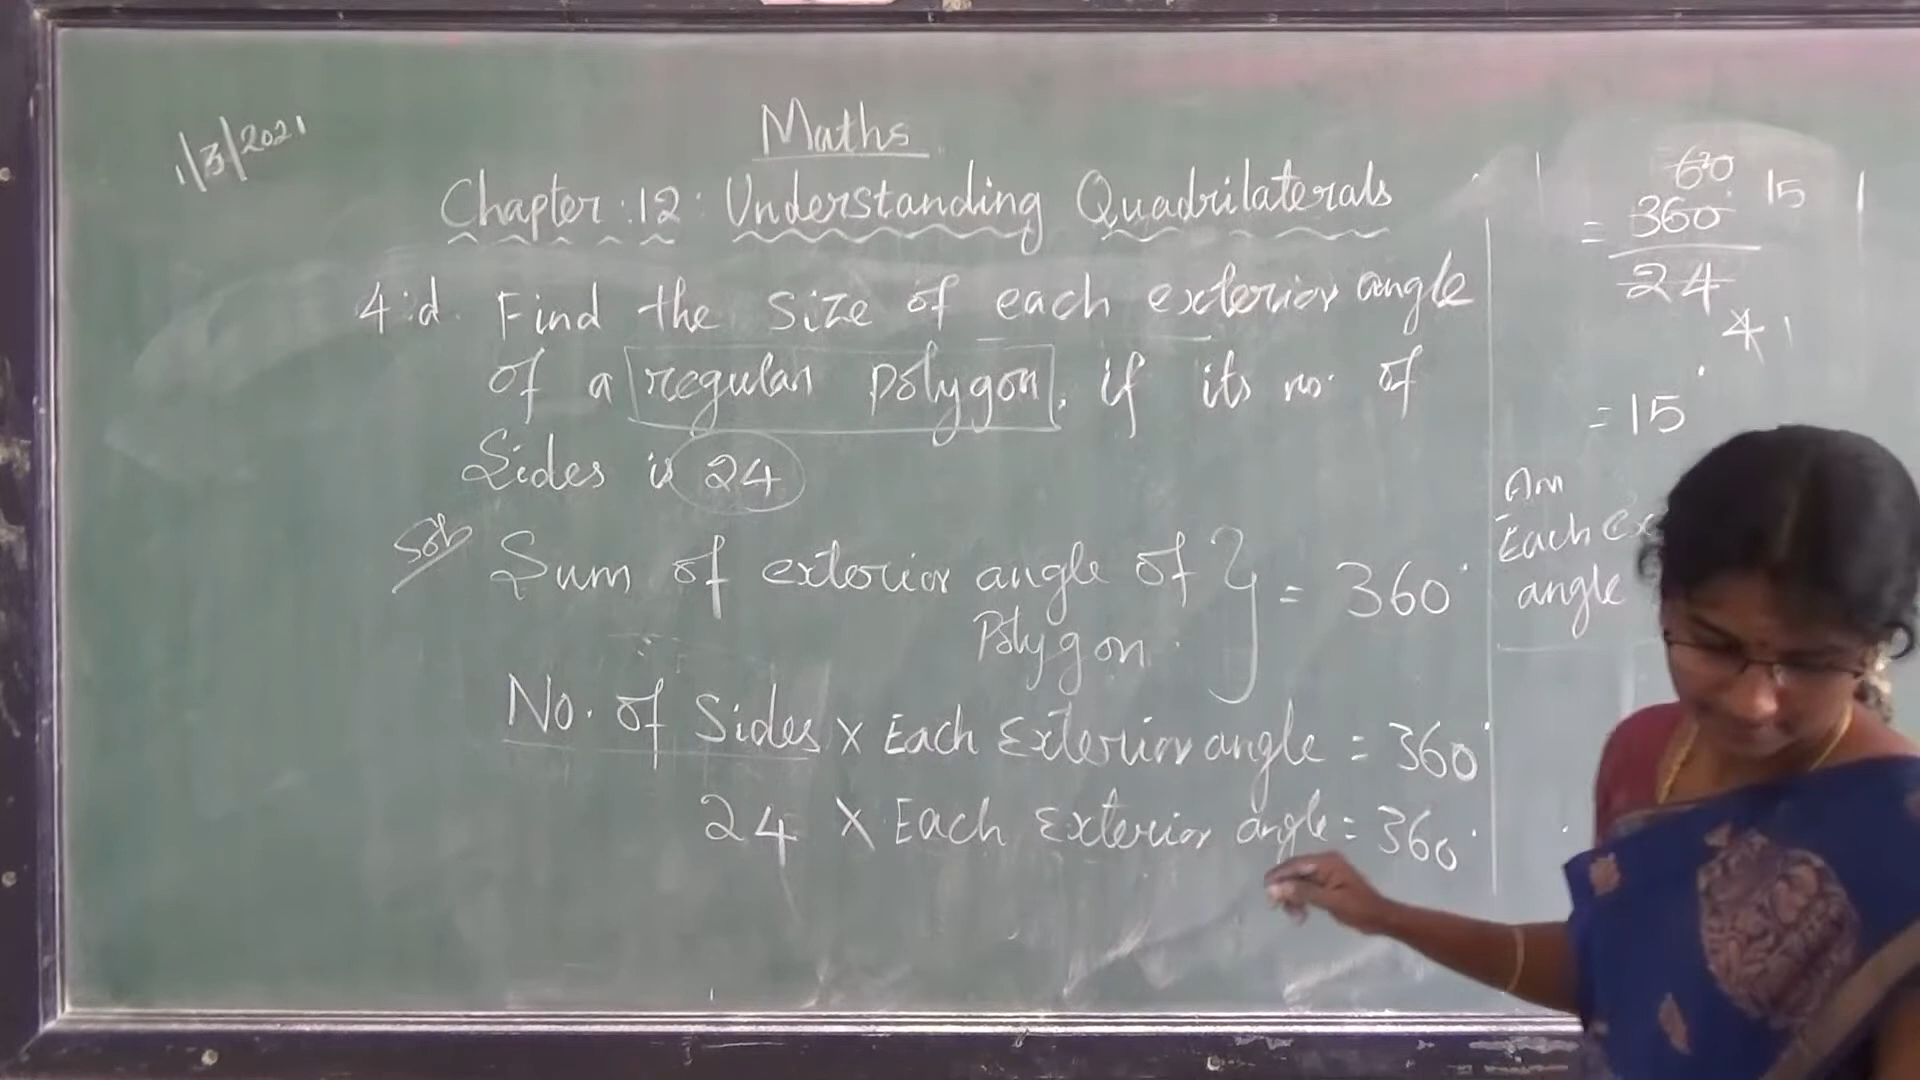 1/3/2021
Maths
Chapter:12: Understanding Quadrilaterals
4.d. Find the size of each exterior angle
of a regular polygon, if its no. of
Sides is 24
Soln
Sum of exterior angle of } = 360°
Polygon.
No. of Sides x Each Exterior angle = 360°
24 X Each Exterior angle = 360°
60
= 360° 15
24
4 1
= 15°
Each
angle